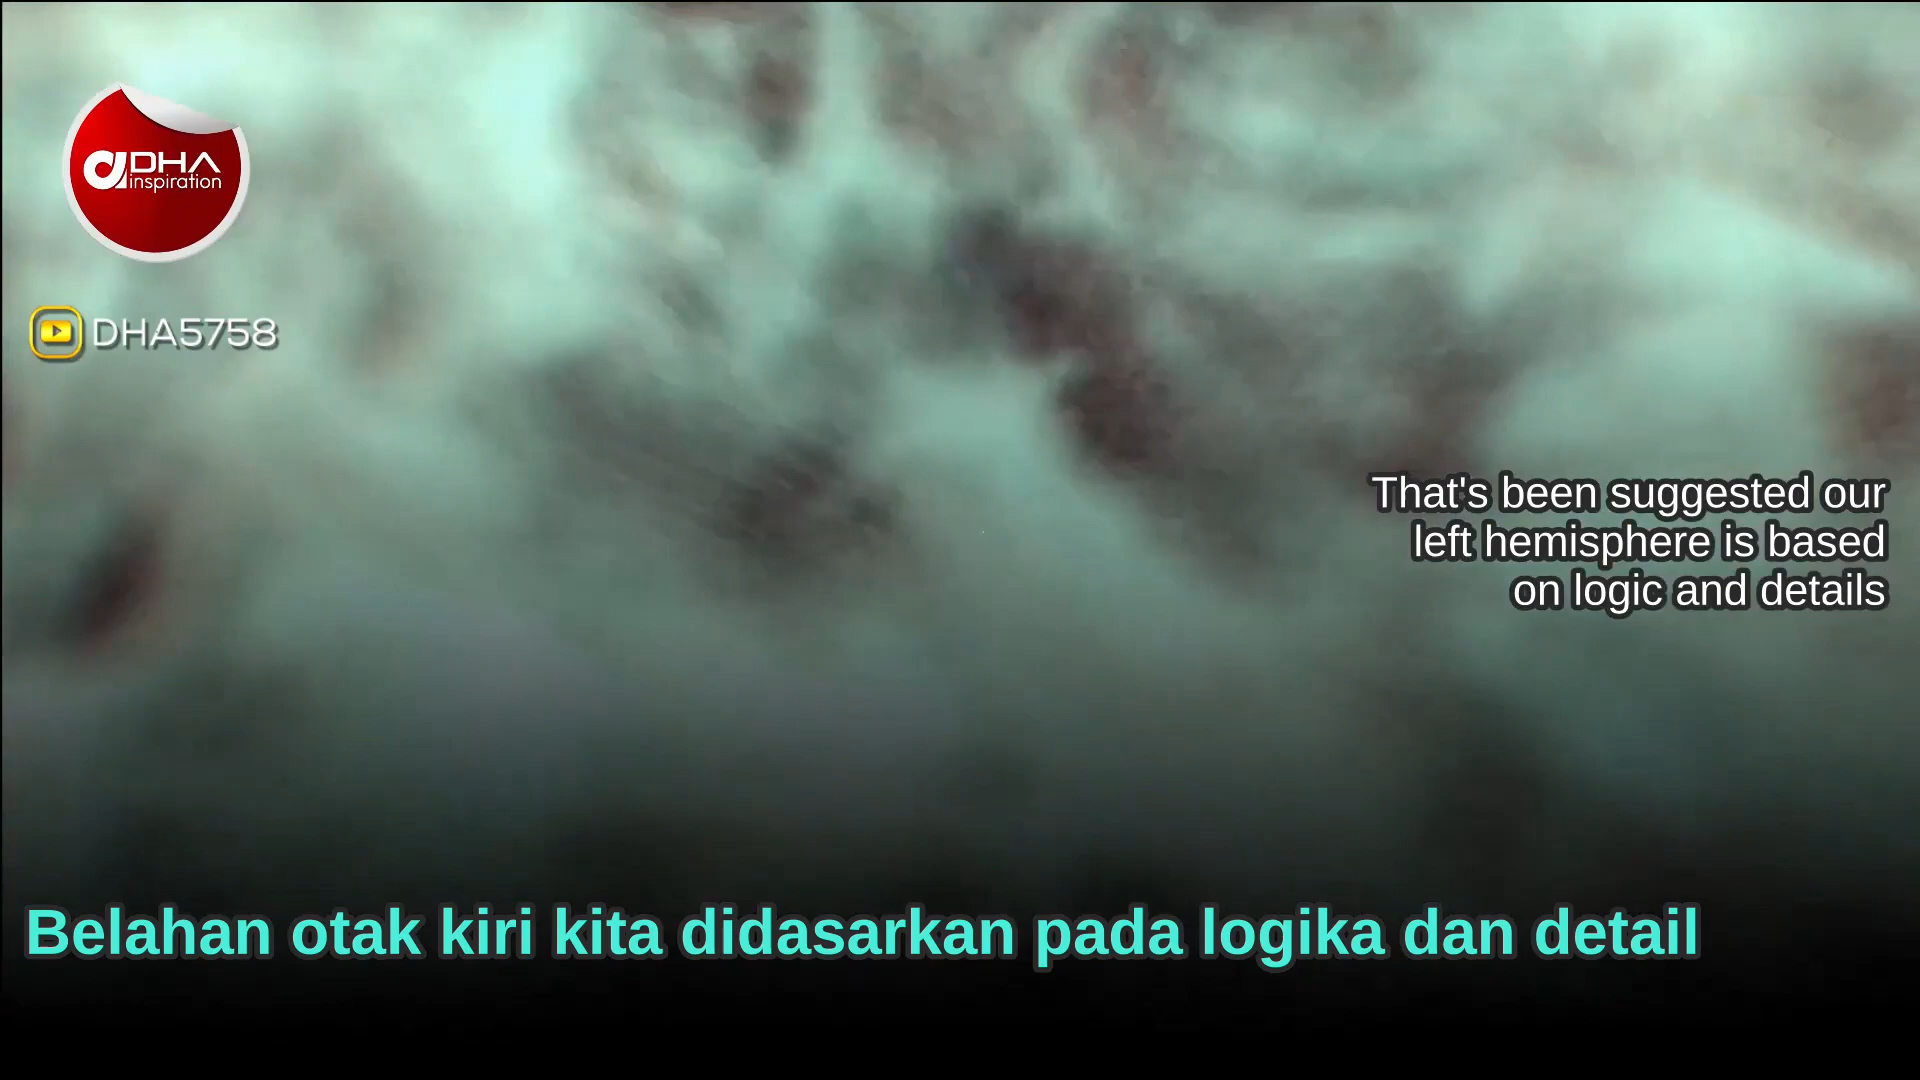 DHA
inspiration
DHA5758
That's been suggested our
left hemisphere is based
on logic and details
Belahan otak kiri kita didasarkan pada logika dan detail